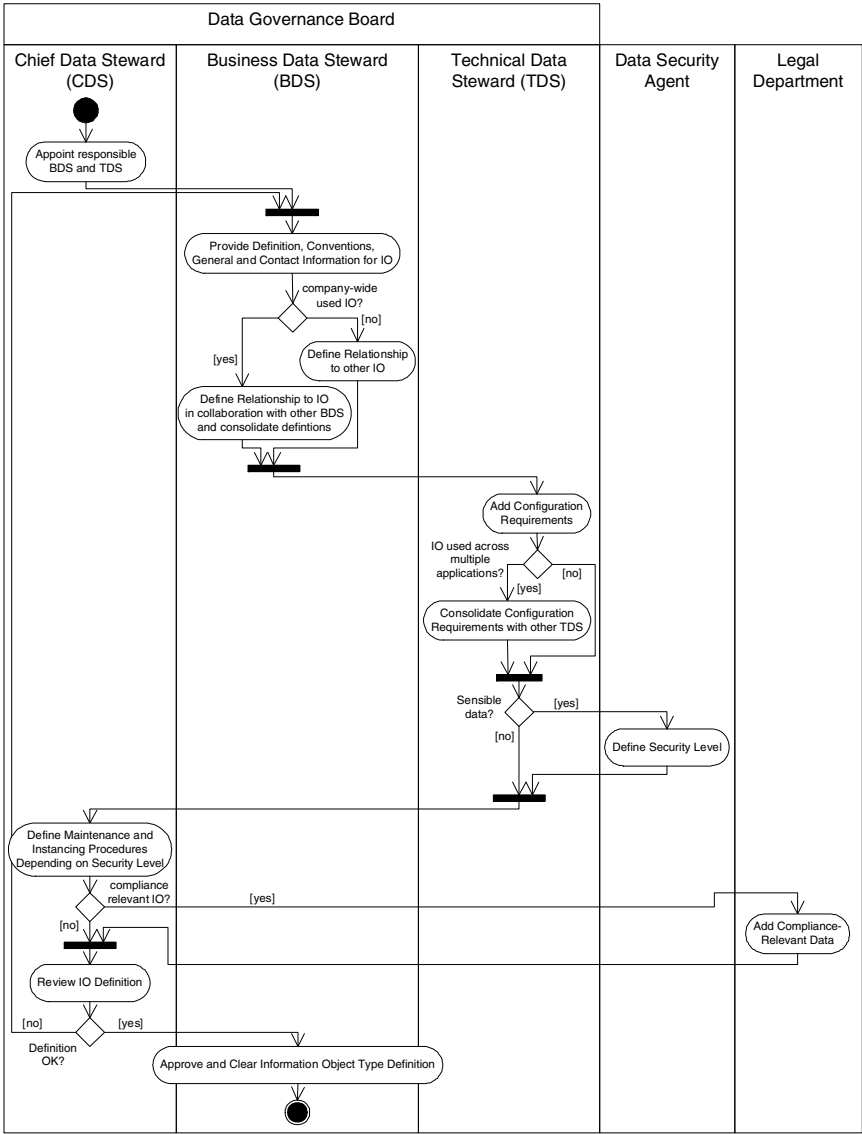 Data Governance Board
Chief Data Steward
(CDS)
Business Data Steward
(BDS)
Technical Data
Steward (TDS)
Data Security
Agent
Legal
Department
Appoint responsible
BDS and TDS
Provide Definition, Conventions,
General and Contact Information for IO
company-wide
used IO?
[no]
[yes]
Define Relationship
to other IO
Define Relationship to IO
in collaboration with other BDS
and consolidate defintions
Add Configuration
Requirements
IO used across
multiple
applications?
[no]
[yes]
Consolidate Configuration
Requirements with other TDS
Sensible
data?
[yes]
[no]
Define Security Level
Define Maintenance and
Instancing Procedures
Depending on Security Level
compliance
relevant IO?
[yes]
[no]
Add Compliance-
Relevant Data
Review IO Definition
[no]
[yes]
Definition
OK?
Approve and Clear Information Object Type Definition